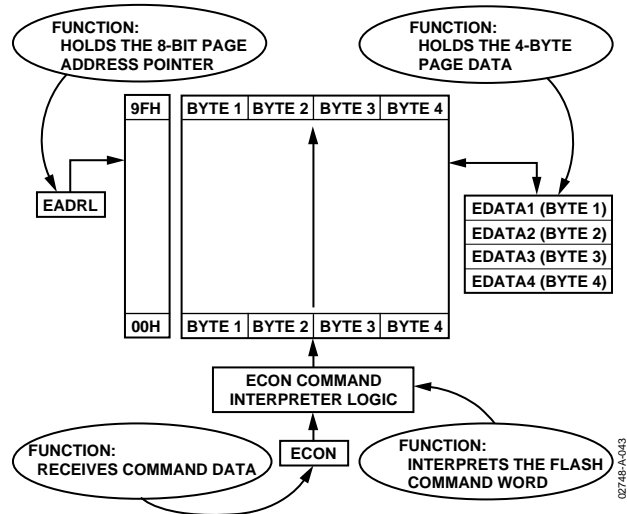 FUNCTION:
HOLDS THE 8-BIT PAGE
ADDRESS POINTER
FUNCTION:
HOLDS THE 4-BYTE
PAGE DATA
9FH
BYTE 1 BYTE 2 BYTE 3 BYTE 4
EADRL
EDATA1 (BYTE 1)
EDATA2 (BYTE 2)
EDATA3 (BYTE 3)
EDATA4 (BYTE 4)
00H
BYTE 1 BYTE 2 BYTE 3 BYTE 4
ECON COMMAND
INTERPRETER LOGIC
FUNCTION:
RECEIVES COMMAND DATA
ECON
FUNCTION:
INTERPRETS THE FLASH
COMMAND WORD
02748-A-043